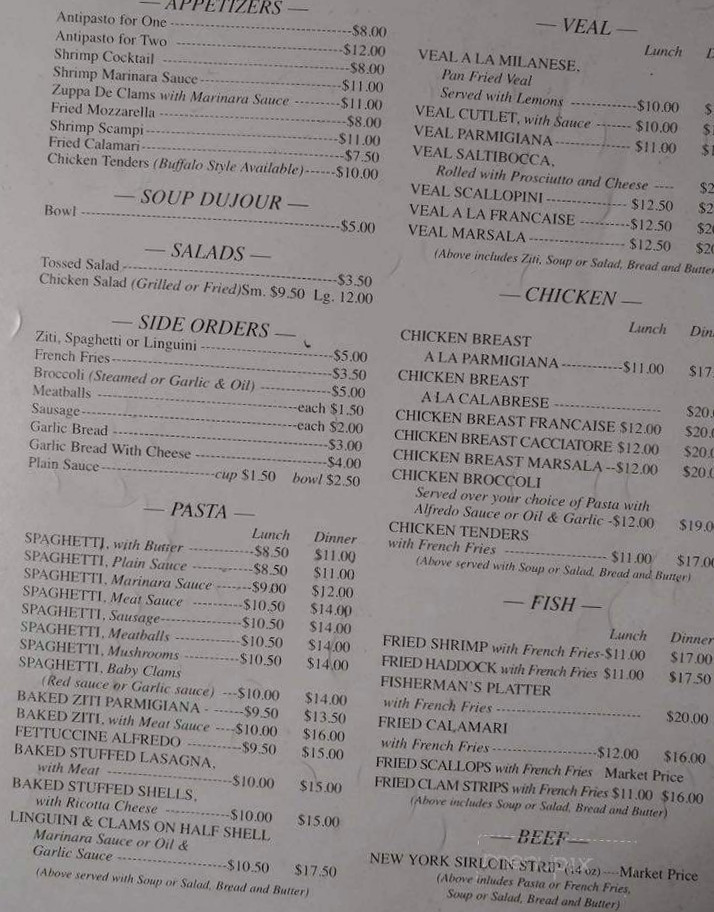 — APPETIZERS —
Antipasto for One ---$8.00
Antipasto for Two ---$12.00
Shrimp Cocktail ---$8.00
Shrimp Marinara Sauce---$11.00
Zuppa De Clams with Marinara Sauce ---$11.00
Fried Mozzarella ---$8.00
Shrimp Scampi---$11.00
Fried Calamari---$7.50
Chicken Tenders (Buffalo Style Available)---$10.00
— SOUP DUJOUR —
Bowl ---$5.00
— SALADS —
Tossed Salad ---$3.50
Chicken Salad (Grilled or Fried)Sm. $9.50 Lg. 12.00
— SIDE ORDERS —
Ziti, Spaghetti or Linguini ---$5.00
French Fries---$3.50
Broccoli (Steamed or Garlic & Oil) ---$5.00
Meatballs ---each $1.50
Sausage---each $2.00
Garlic Bread ---$3.00
Garlic Bread With Cheese ---$4.00
Plain Sauce---cup $1.50 bowl $2.50
— PASTA —
Lunch Dinner
SPAGHETTI, with Butter ---$8.50 $11.00
SPAGHETTI, Plain Sauce ---$8.50 $11.00
SPAGHETTI, Marinara Sauce ---$9.00 $12.00
SPAGHETTI, Meat Sauce ---$10.50 $14.00
SPAGHETTI, Sausage---$10.50 $14.00
SPAGHETTI, Meatballs ---$10.50 $14.00
SPAGHETTI, Mushrooms ---$10.50 $14.00
SPAGHETTI, Baby Clams
(Red sauce or Garlic sauce) ---$10.00 $14.00
BAKED ZITI PARMIGIANA - ---$9.50 $13.50
BAKED ZITI, with Meat Sauce ----$10.00 $16.00
FETTUCCINE ALFREDO ---$9.50 $15.00
BAKED STUFFED LASAGNA,
with Meat ---$10.00 $15.00
BAKED STUFFED SHELLS,
with Ricotta Cheese ---$10.00 $15.00
LINGUINI & CLAMS ON HALF SHELL
Marinara Sauce or Oil &
Garlic Sauce ---$10.50 $17.50
(Above served with Soup or Salad, Bread and Butter)
— VEAL —
Lunch
VEAL A LA MILANESE,
Pan Fried Veal
Served with Lemons ---$10.00
VEAL CUTLET, with Sauce ---$10.00
VEAL PARMIGIANA---$11.00
VEAL SALTIBOCCA,
Rolled with Prosciutto and Cheese ----
VEAL SCALLOPINI---$12.50
VEAL A LA FRANCAISE ---$12.50
VEAL MARSALA ---$12.50
(Above includes Ziti, Soup or Salad, Bread and Butter
— CHICKEN —
Lunch
CHICKEN BREAST
A LA PARMIGIANA---$11.00 $17.
CHICKEN BREAST
A LA CALABRESE --- $20.
CHICKEN BREAST FRANCAISE $12.00 $20.
CHICKEN BREAST CACCIATORE $12.00 $20.
CHICKEN BREAST MARSALA --$12.00 $20.
CHICKEN BROCCOLI
Served over your choice of Pasta with
Alfredo Sauce or Oil & Garlic -$12.00 $19.
CHICKEN TENDERS
with French Fries ---$11.00 $17.00
(Above served with Soup or Salad, Bread and Butter)
— FISH —
Lunch Dinner
FRIED SHRIMP with French Fries-$11.00 $17.00
FRIED HADDOCK with French Fries $11.00 $17.50
FISHERMAN'S PLATTER
with French Fries --- $20.00
FRIED CALAMARI
with French Fries---$12.00 $16.00
FRIED SCALLOPS with French Fries Market Price
FRIED CLAM STRIPS with French Fries $11.00 $16.00
(Above includes Soup or Salad, Bread and Butter)
— BEEF —
NEW YORK SIRLOIN STRIP (14 oz) ----Market Price
(Above inludes Pasta or French Fries,
Soup or Salad, Bread and Butter)